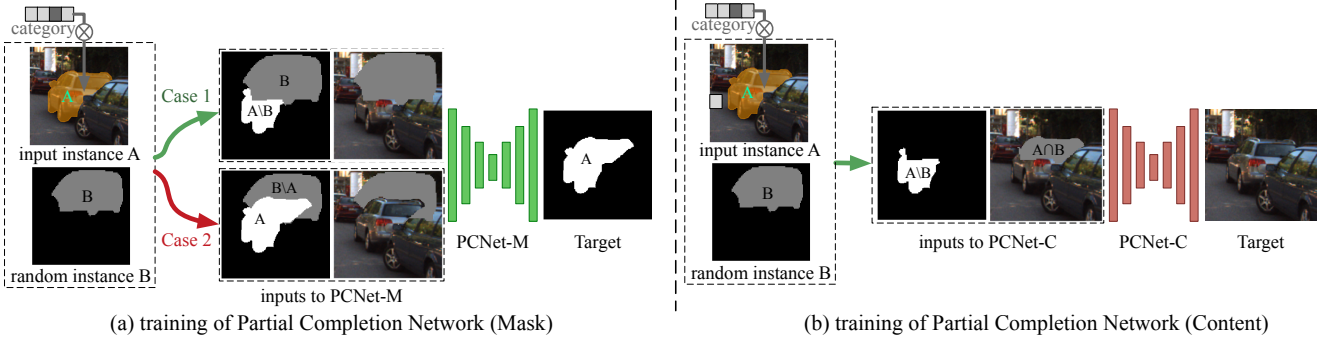 category
A
input instance A
B
random instance B
Case 1
Case 2
B
A\B
B\A
A
inputs to PCNet-M
PCNet-M
A
Target
(a) training of Partial Completion Network (Mask)
category
A
input instance A
B
random instance B
A\B
A∩B
inputs to PCNet-C
PCNet-C
Target
(b) training of Partial Completion Network (Content)